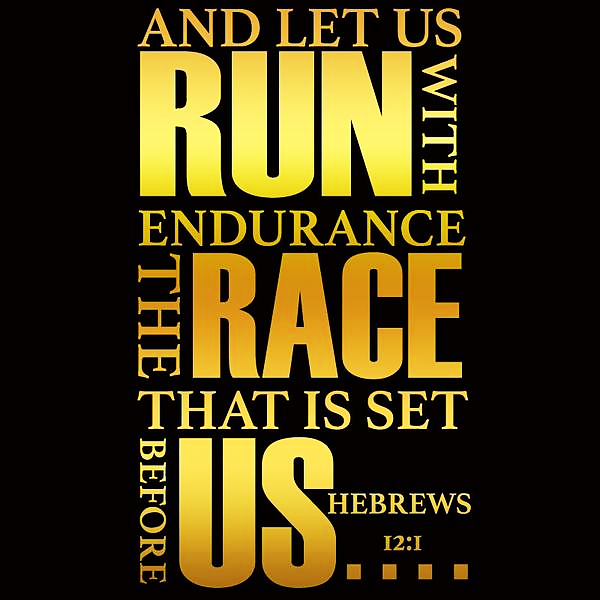 AND LET US
RUN
WITH
ENDURANCE
THE
RACE
THAT IS SET
BEFORE
US....
HEBREWS
12:1